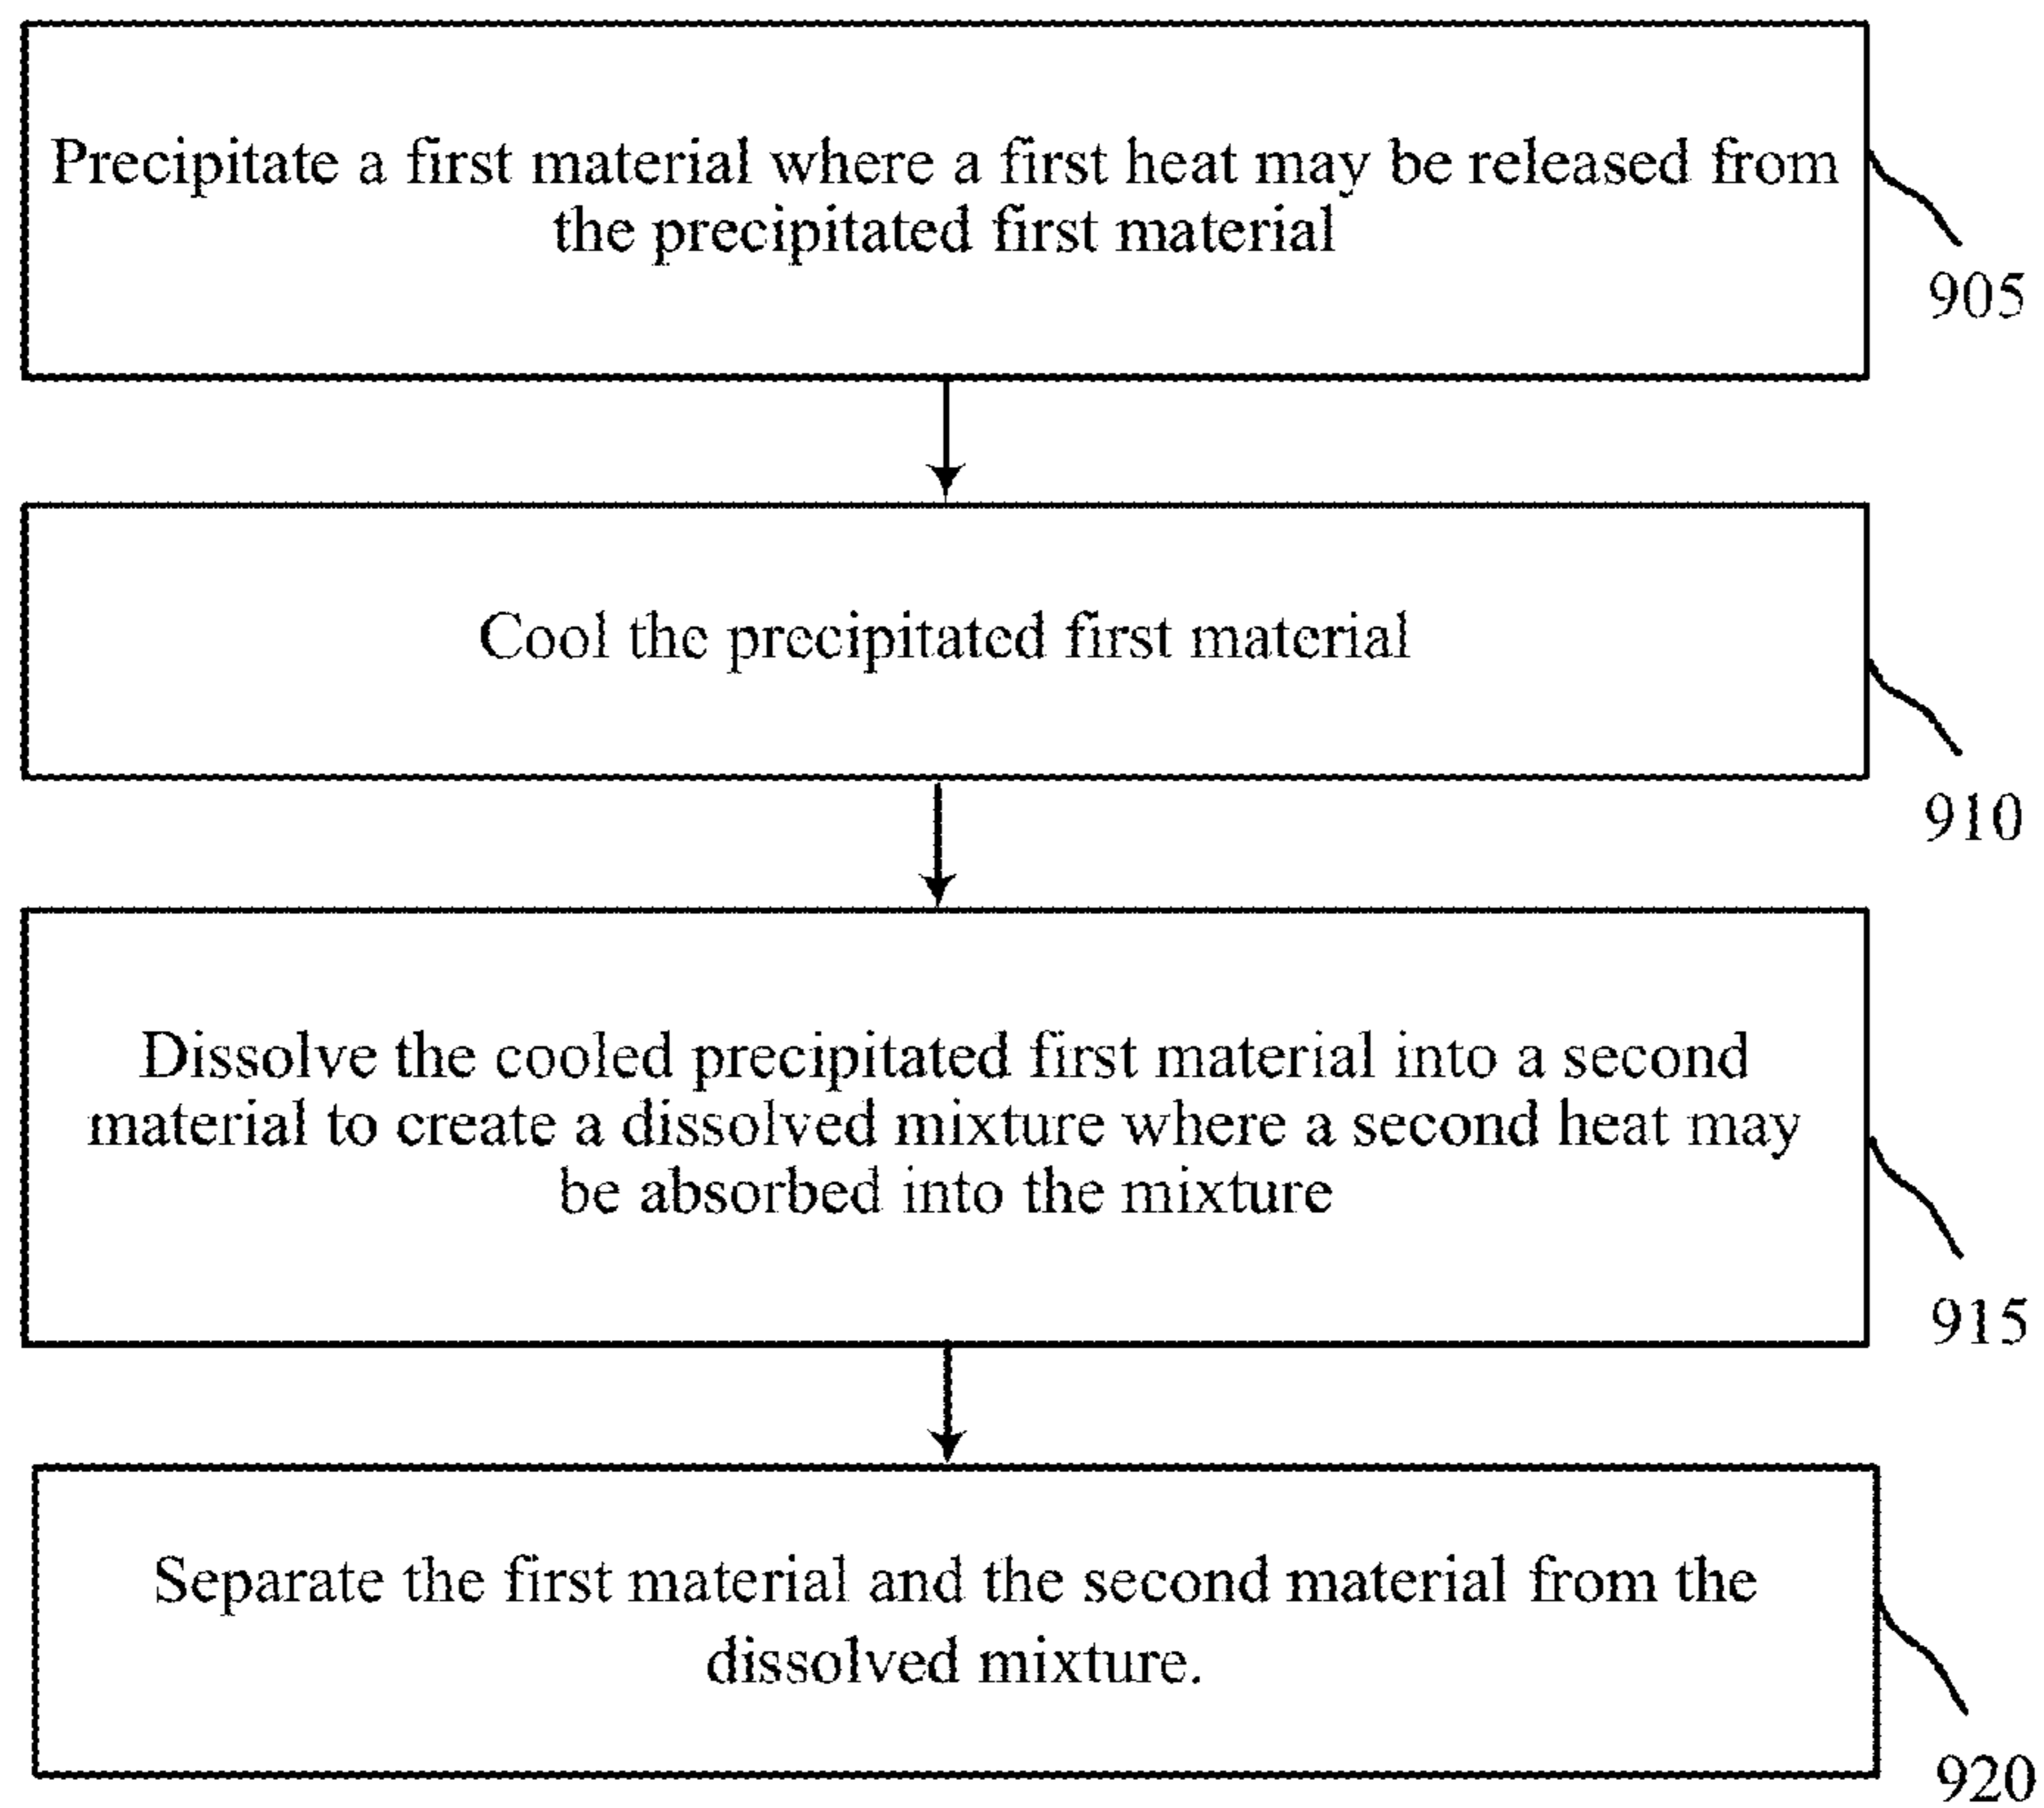 Precipitate a first material where a first heat may be released from
the precipitated first material
905
Cool the precipitated first material
910
Dissolve the cooled precipitated first material into a second
material to create a dissolved mixture where a second heat may
be absorbed into the mixture
915
Separate the first material and the second material from the
dissolved mixture.
920